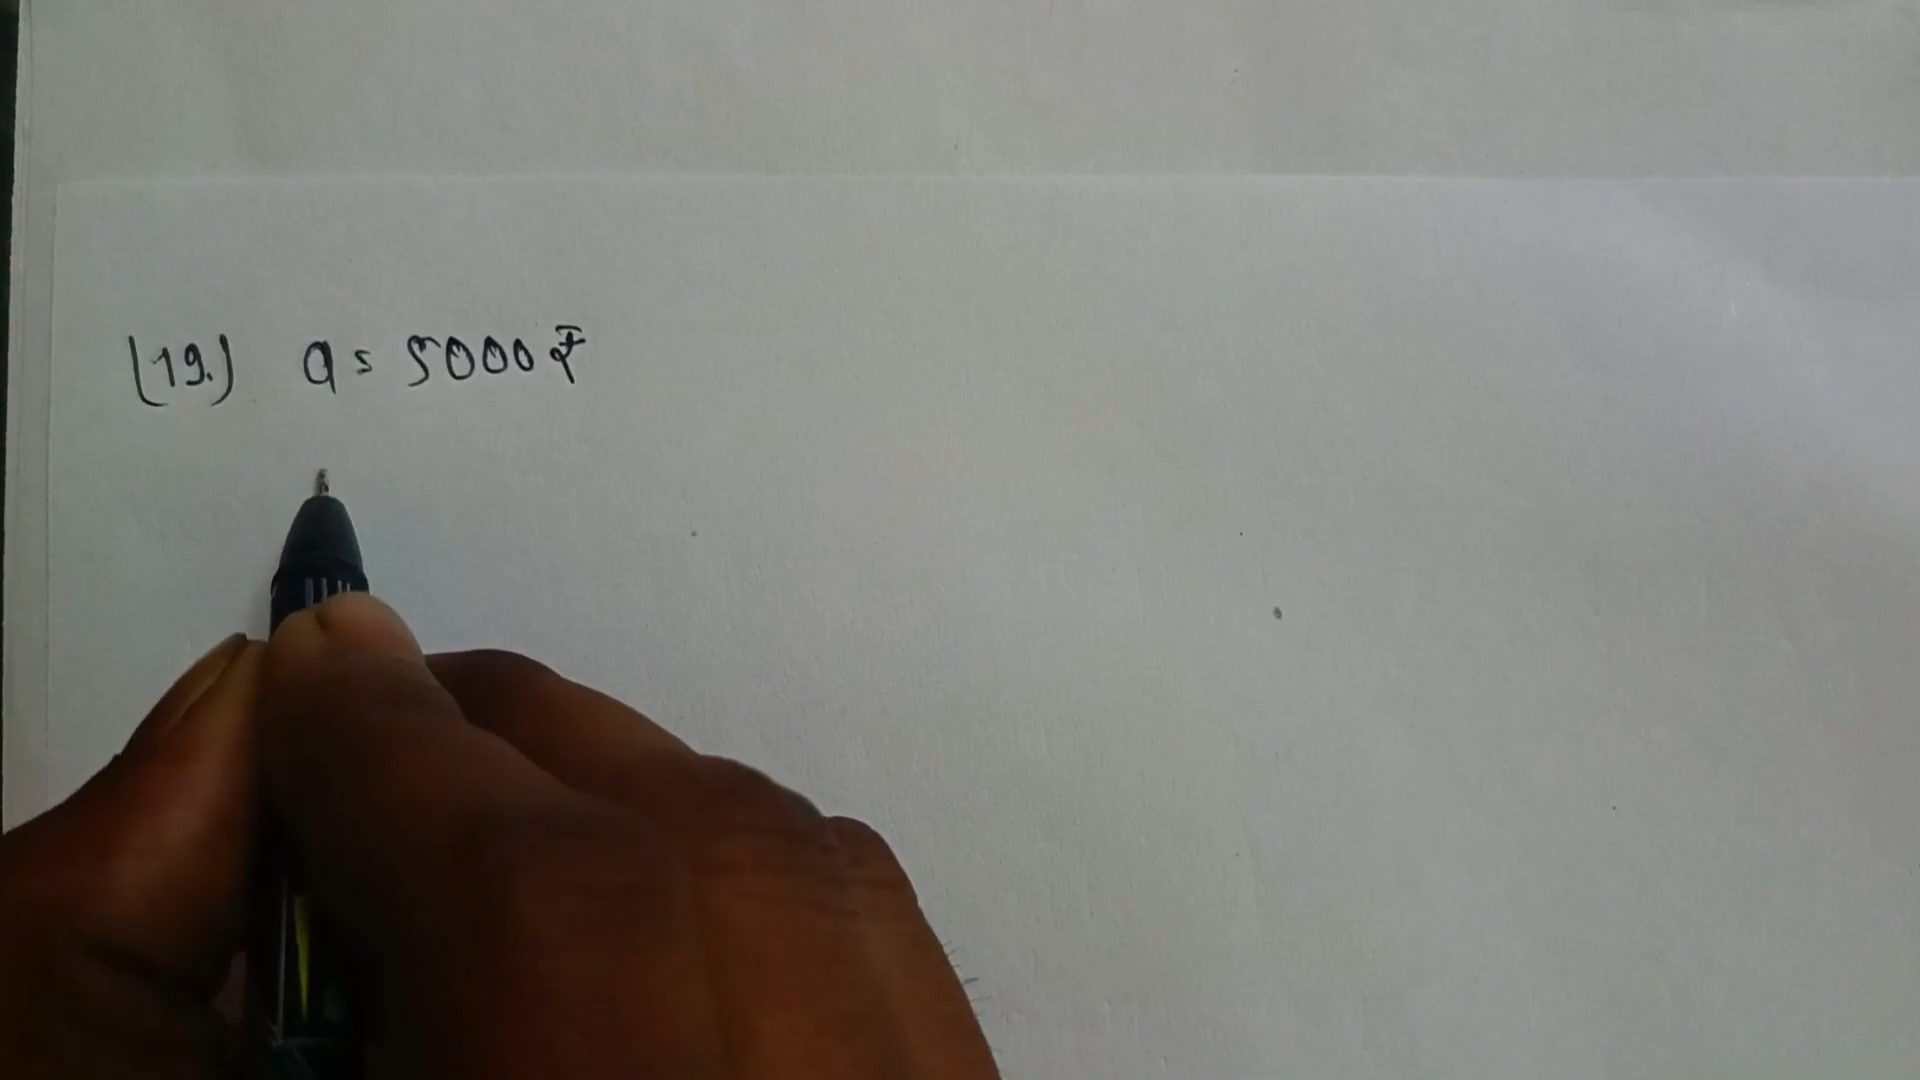 (19.) a = 5000 ₹